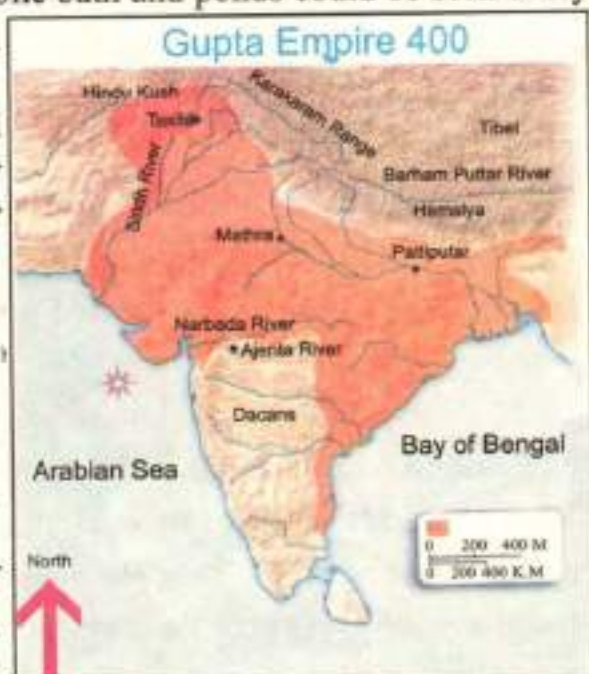 Gupta Empire 400
Hindu Kush
Karakaram Range
Taxila
Tibel
Sindh River
Barham Puttar River
Hamalya
Mathra
Patliputar
Narbada River
Ajenta River
Dacans
Bay of Bengal
Arabian Sea
0 200 400 M
0 200 400 K.M
North